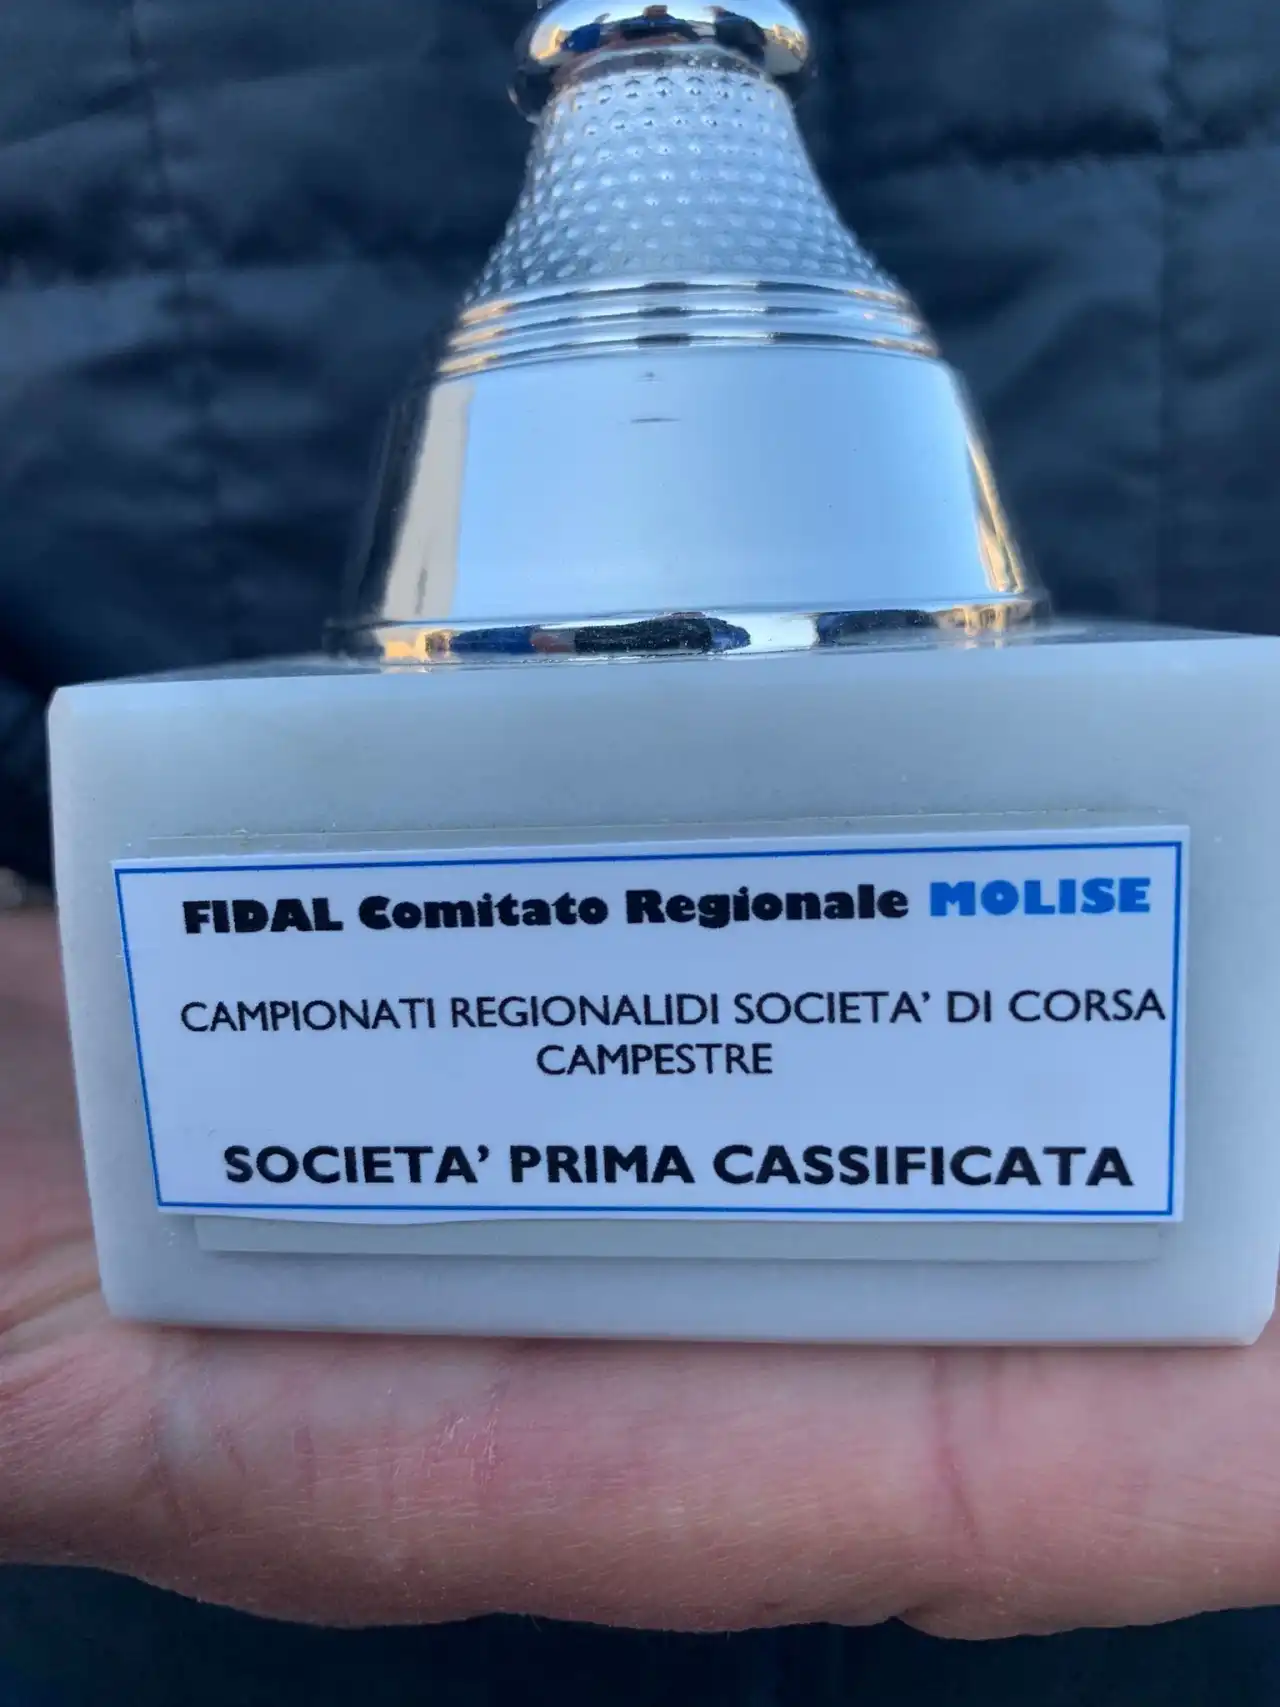 FIDAL Comitato Regionale MOLISE
CAMPIONATI REGIONALIDI SOCIETA' DI CORSA
CAMPESTRE
SOCIETA' PRIMA CASSIFICATA